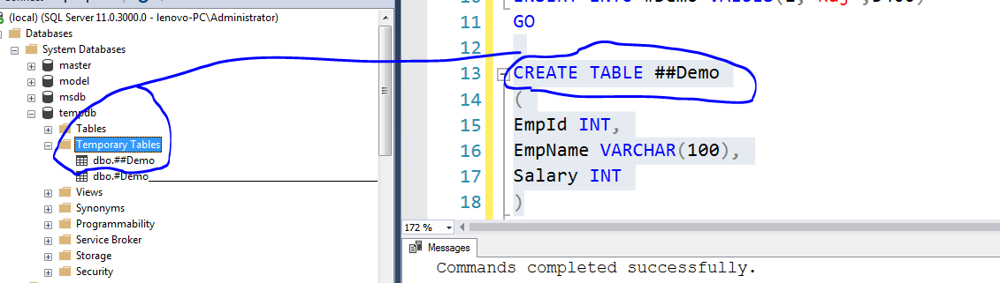 (local) (SQL Server 11.0.3000.0 - lenovo-PC\Administrator)
Databases
System Databases
master
model
msdb
tempdb
Tables
Temporary Tables
dbo.##Demo
dbo.#Demo
Views
Synonyms
Programmability
Service Broker
Storage
Security
11 GO
12
13 CREATE TABLE ##Demo
14 (
15 EmpId INT,
16 EmpName VARCHAR(100),
17 Salary INT
18 )
172 %
Messages
Commands completed successfully.